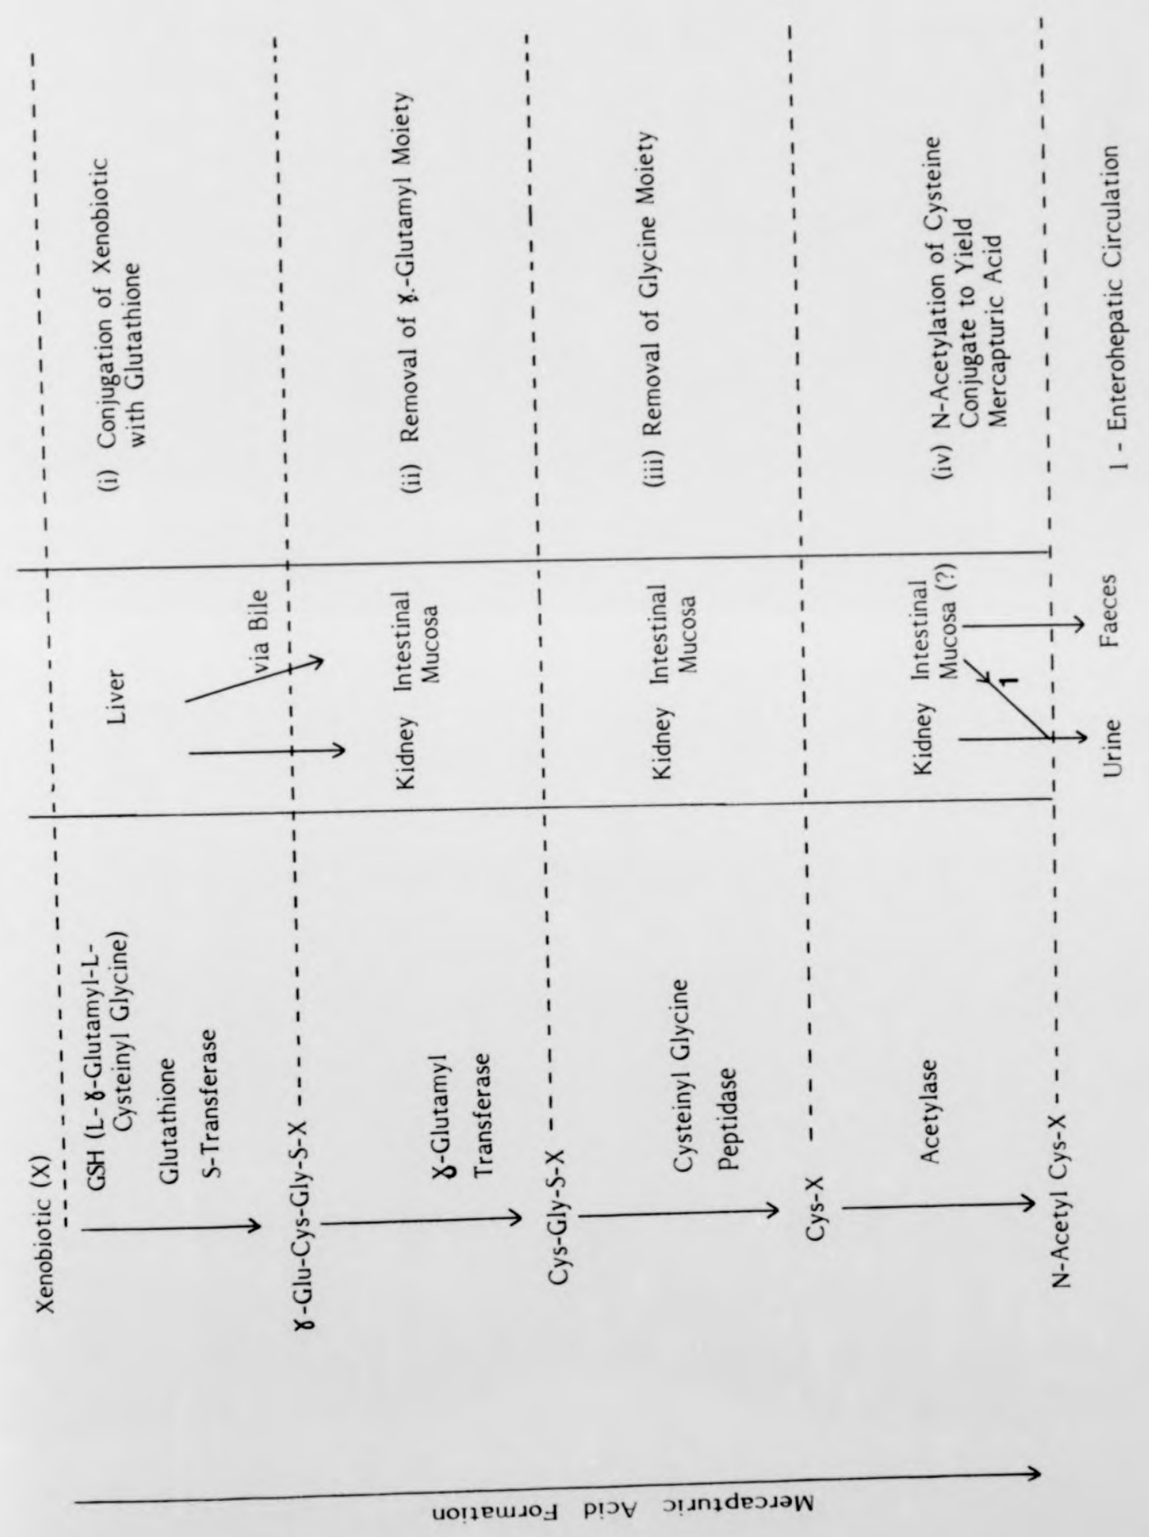 Mercapturic Acid Formation
Xenobiotic (X)
GSH (L-ɣ-Glutamyl-L-
Cysteinyl Glycine)
Glutathione
S-Transferase
Liver
via Bile
(i) Conjugation of Xenobiotic
with Glutathione
ɣ-Glu-Cys-Gly-S-X
ɣ-Glutamyl
Transferase
Kidney
Intestinal
Mucosa
(ii) Removal of ɣ.-Glutamyl Moiety
Cys-Gly-S-X
Cysteinyl Glycine
Peptidase
Kidney
Intestinal
Mucosa
(iii) Removal of Glycine Moiety
Cys-X
Acetylase
Kidney
Intestinal
Mucosa (?)
1
(iv) N-Acetylation of Cysteine
Conjugate to Yield
Mercapturic Acid
N-Acetyl Cys-X
Urine
Faeces
1 - Enterohepatic Circulation